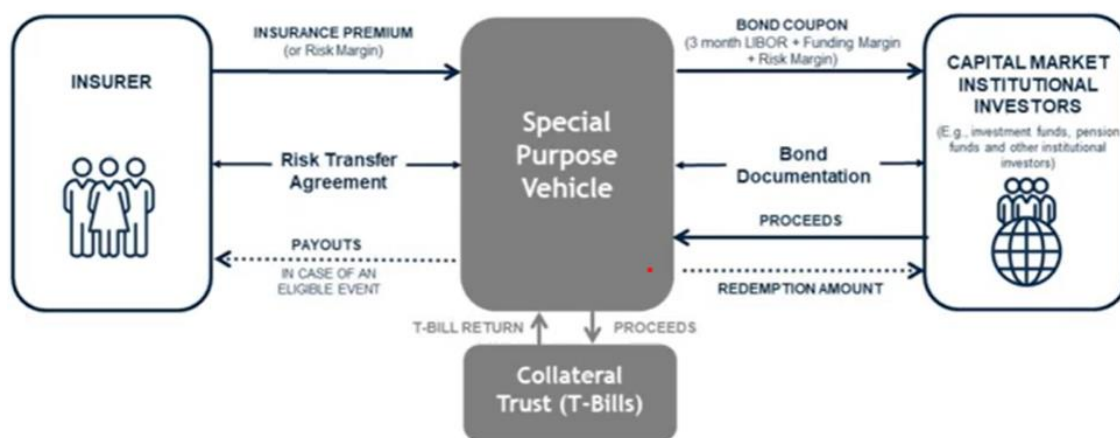 INSURER
INSURANCE PREMIUM
(or Risk Margin)
Risk Transfer
Agreement
PAYOUTS
IN CASE OF AN
ELIGIBLE EVENT
Special
Purpose
Vehicle
BOND COUPON
(3 month LIBOR + Funding Margin
+ Risk Margin)
Bond
Documentation
PROCEEDS
REDEMPTION AMOUNT
CAPITAL MARKET
INSTITUTIONAL
INVESTORS
(E.g., investment funds, pension
funds and other institutional
investors)
T-BILL RETURN
PROCEEDS
Collateral
Trust (T-Bills)